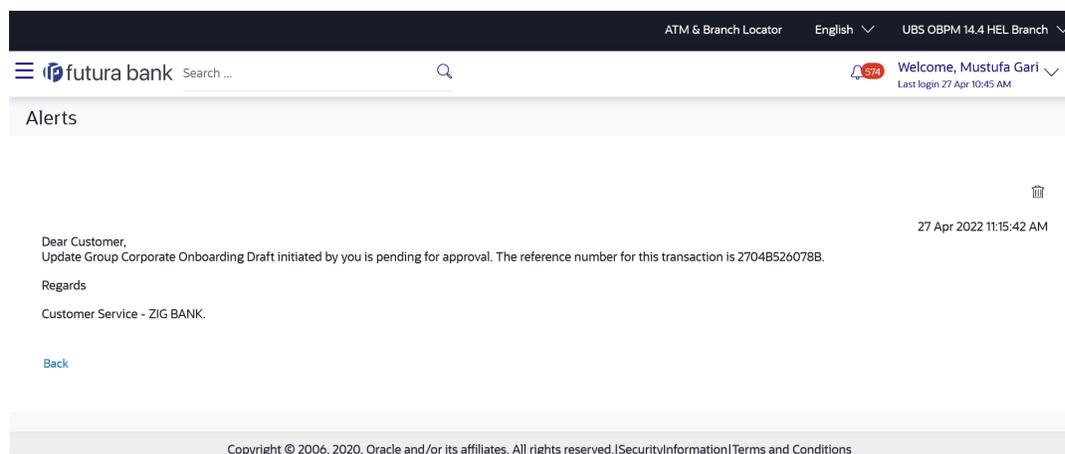 ATM & Branch Locator English UBS OBPM 14.4 HEL Branch
futura bank Search ... 574 Welcome, Mustufa Gari
Last login 27 Apr 10:45 AM
Alerts
27 Apr 2022 11:15:42 AM
Dear Customer,
Update Group Corporate Onboarding Draft initiated by you is pending for approval. The reference number for this transaction is 2704B526078B.
Regards
Customer Service - ZIG BANK.
Back
Copyright © 2006, 2020, Oracle and/or its affiliates. All rights reserved.|SecurityInformation|Terms and Conditions